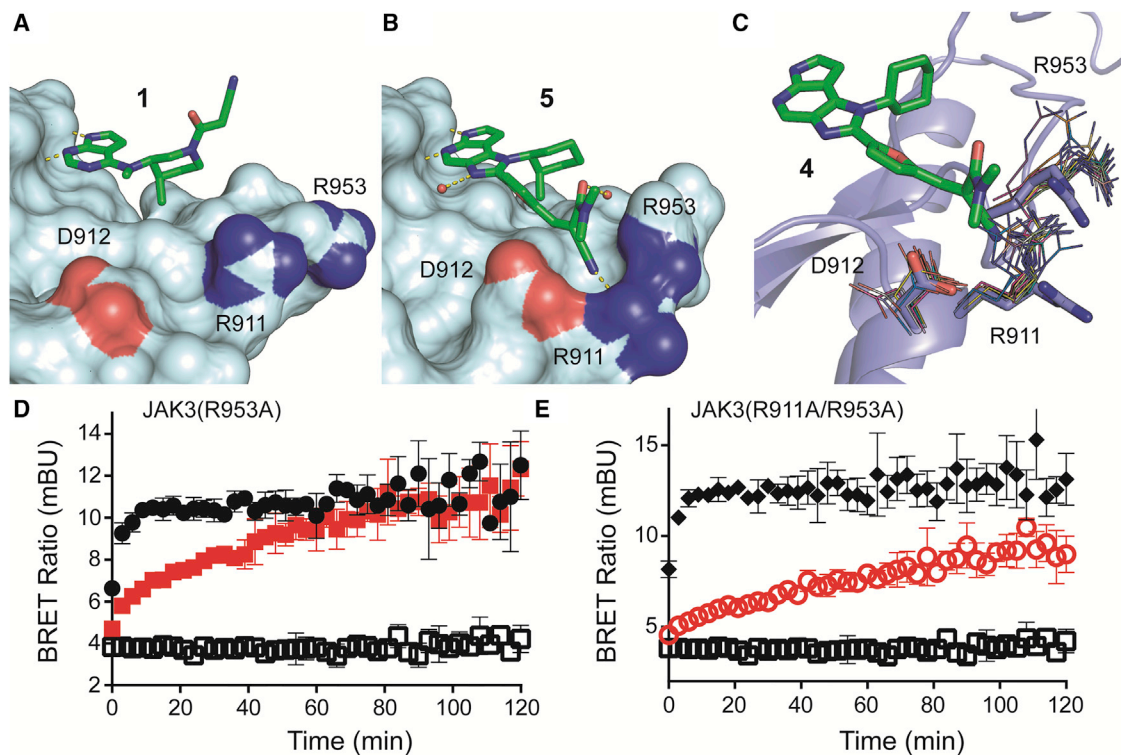 A
1
R953
D912
R911
B
5
R953
D912
R911
C
R953
4
D912
R911
D
JAK3(R953A)
BRET Ratio (mBU)
14
12
10
8
6
4
2
0
20
40
60
80
100
120
Time (min)
E
JAK3(R911A/R953A)
BRET Ratio (mBU)
15
10
5
0
20
40
60
80
100
120
Time (min)